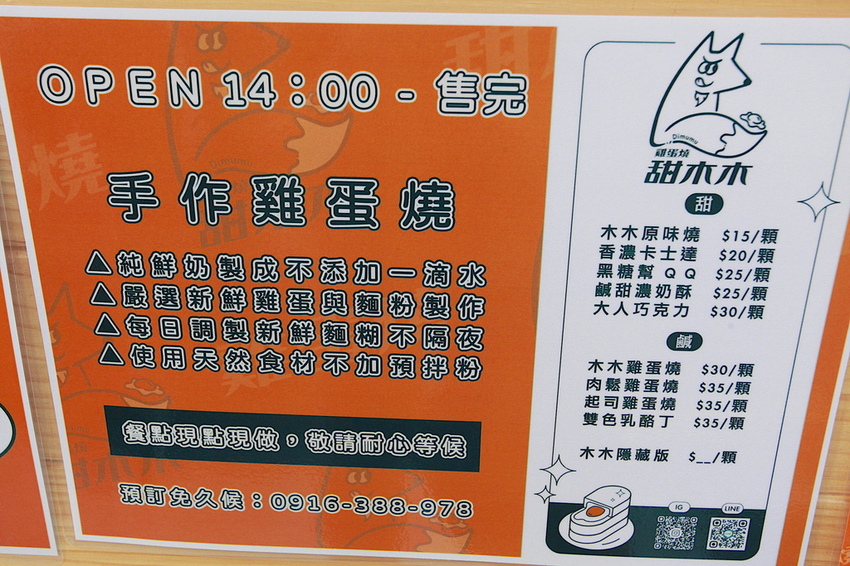 OPEN 14:00 - 售完
手作雞蛋燒
▲純鮮奶製成不添加一滴水
▲嚴選新鮮雞蛋與麵粉製作
▲每日調製新鮮麵糊不隔夜
▲使用天然食材不加預拌粉
餐點現點現做，敬請耐心等候
預訂免久候：0916-388-978
Dimumu
雞蛋燒
甜木木
甜
木木原味燒 $15/顆
香濃卡士達 $20/顆
黑糖幫QQ $25/顆
鹹甜濃奶酥 $25/顆
大人巧克力 $30/顆
鹹
木木雞蛋燒 $30/顆
肉鬆雞蛋燒 $35/顆
起司雞蛋燒 $35/顆
雙色乳酪丁 $35/顆
木木隱藏版 $__/顆
IG LINE